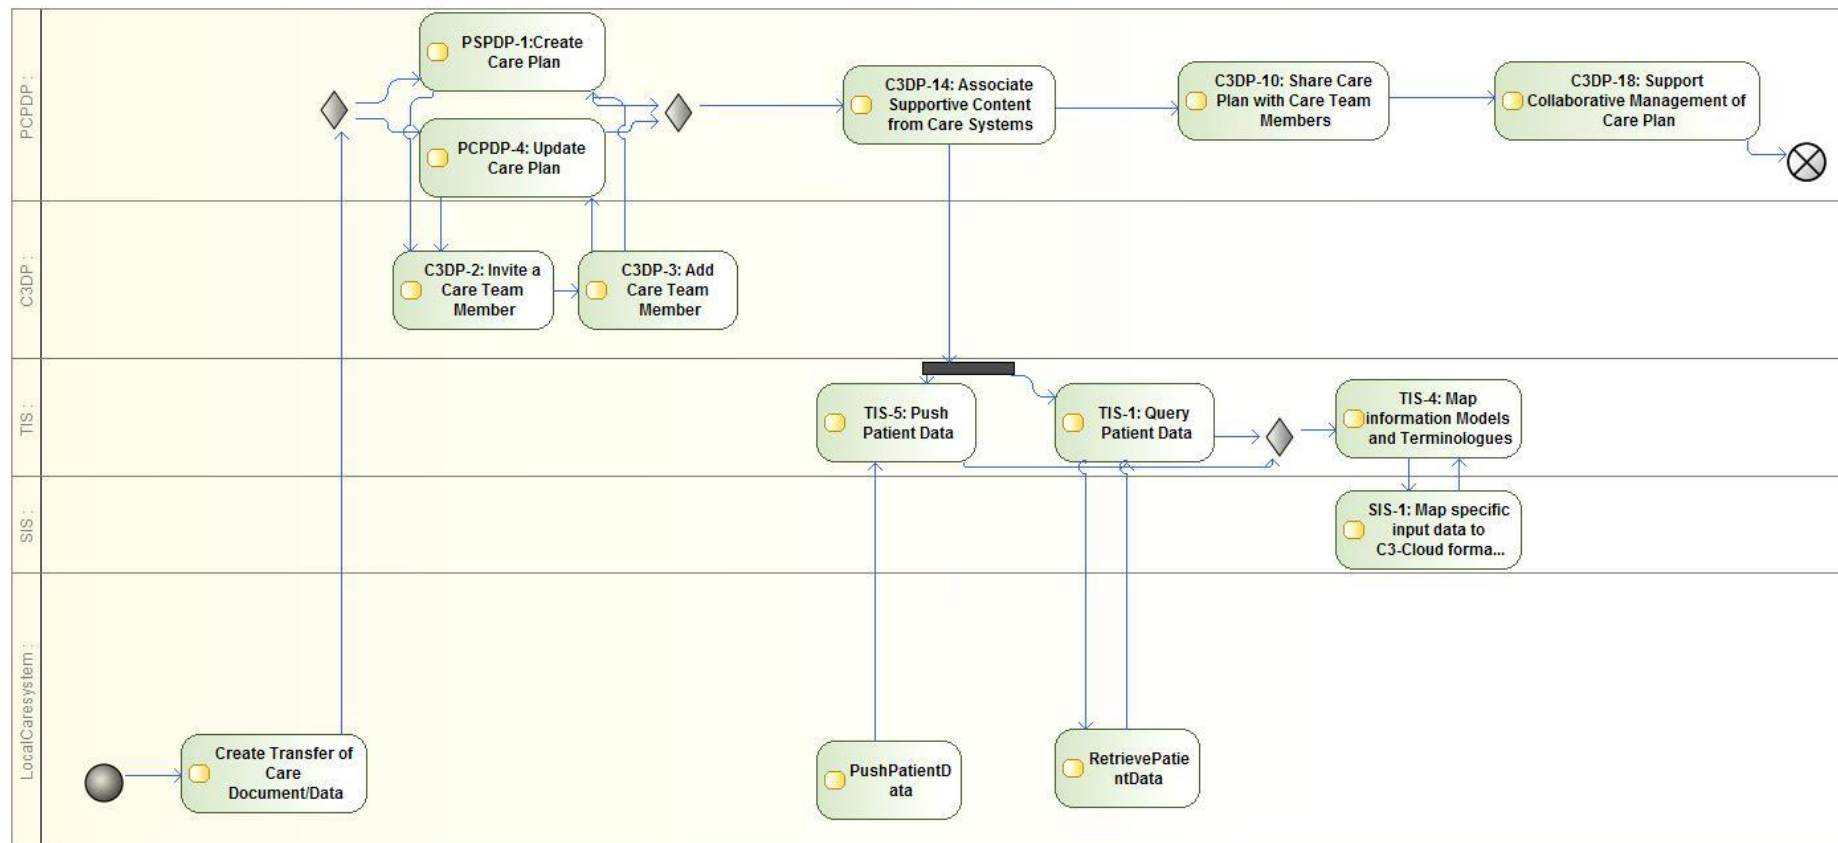 PCPDP :
PSPDP-1:Create
Care Plan
PCPDP-4: Update
Care Plan
C3DP-14: Associate
Supportive Content
from Care Systems
C3DP-10: Share Care
Plan with Care Team
Members
C3DP-18: Support
Collaborative Management of
Care Plan
C3DP :
C3DP-2: Invite a
Care Team
Member
C3DP-3: Add
Care Team
Member
TIS :
TIS-5: Push
Patient Data
TIS-1: Query
Patient Data
TIS-4: Map
information Models
and Terminologues
SIS :
SIS-1: Map specific
input data to
C3-Cloud forma...
LocalCaresystem :
Create Transfer of
Care
Document/Data
PushPatientD
ata
RetrievePatie
ntData